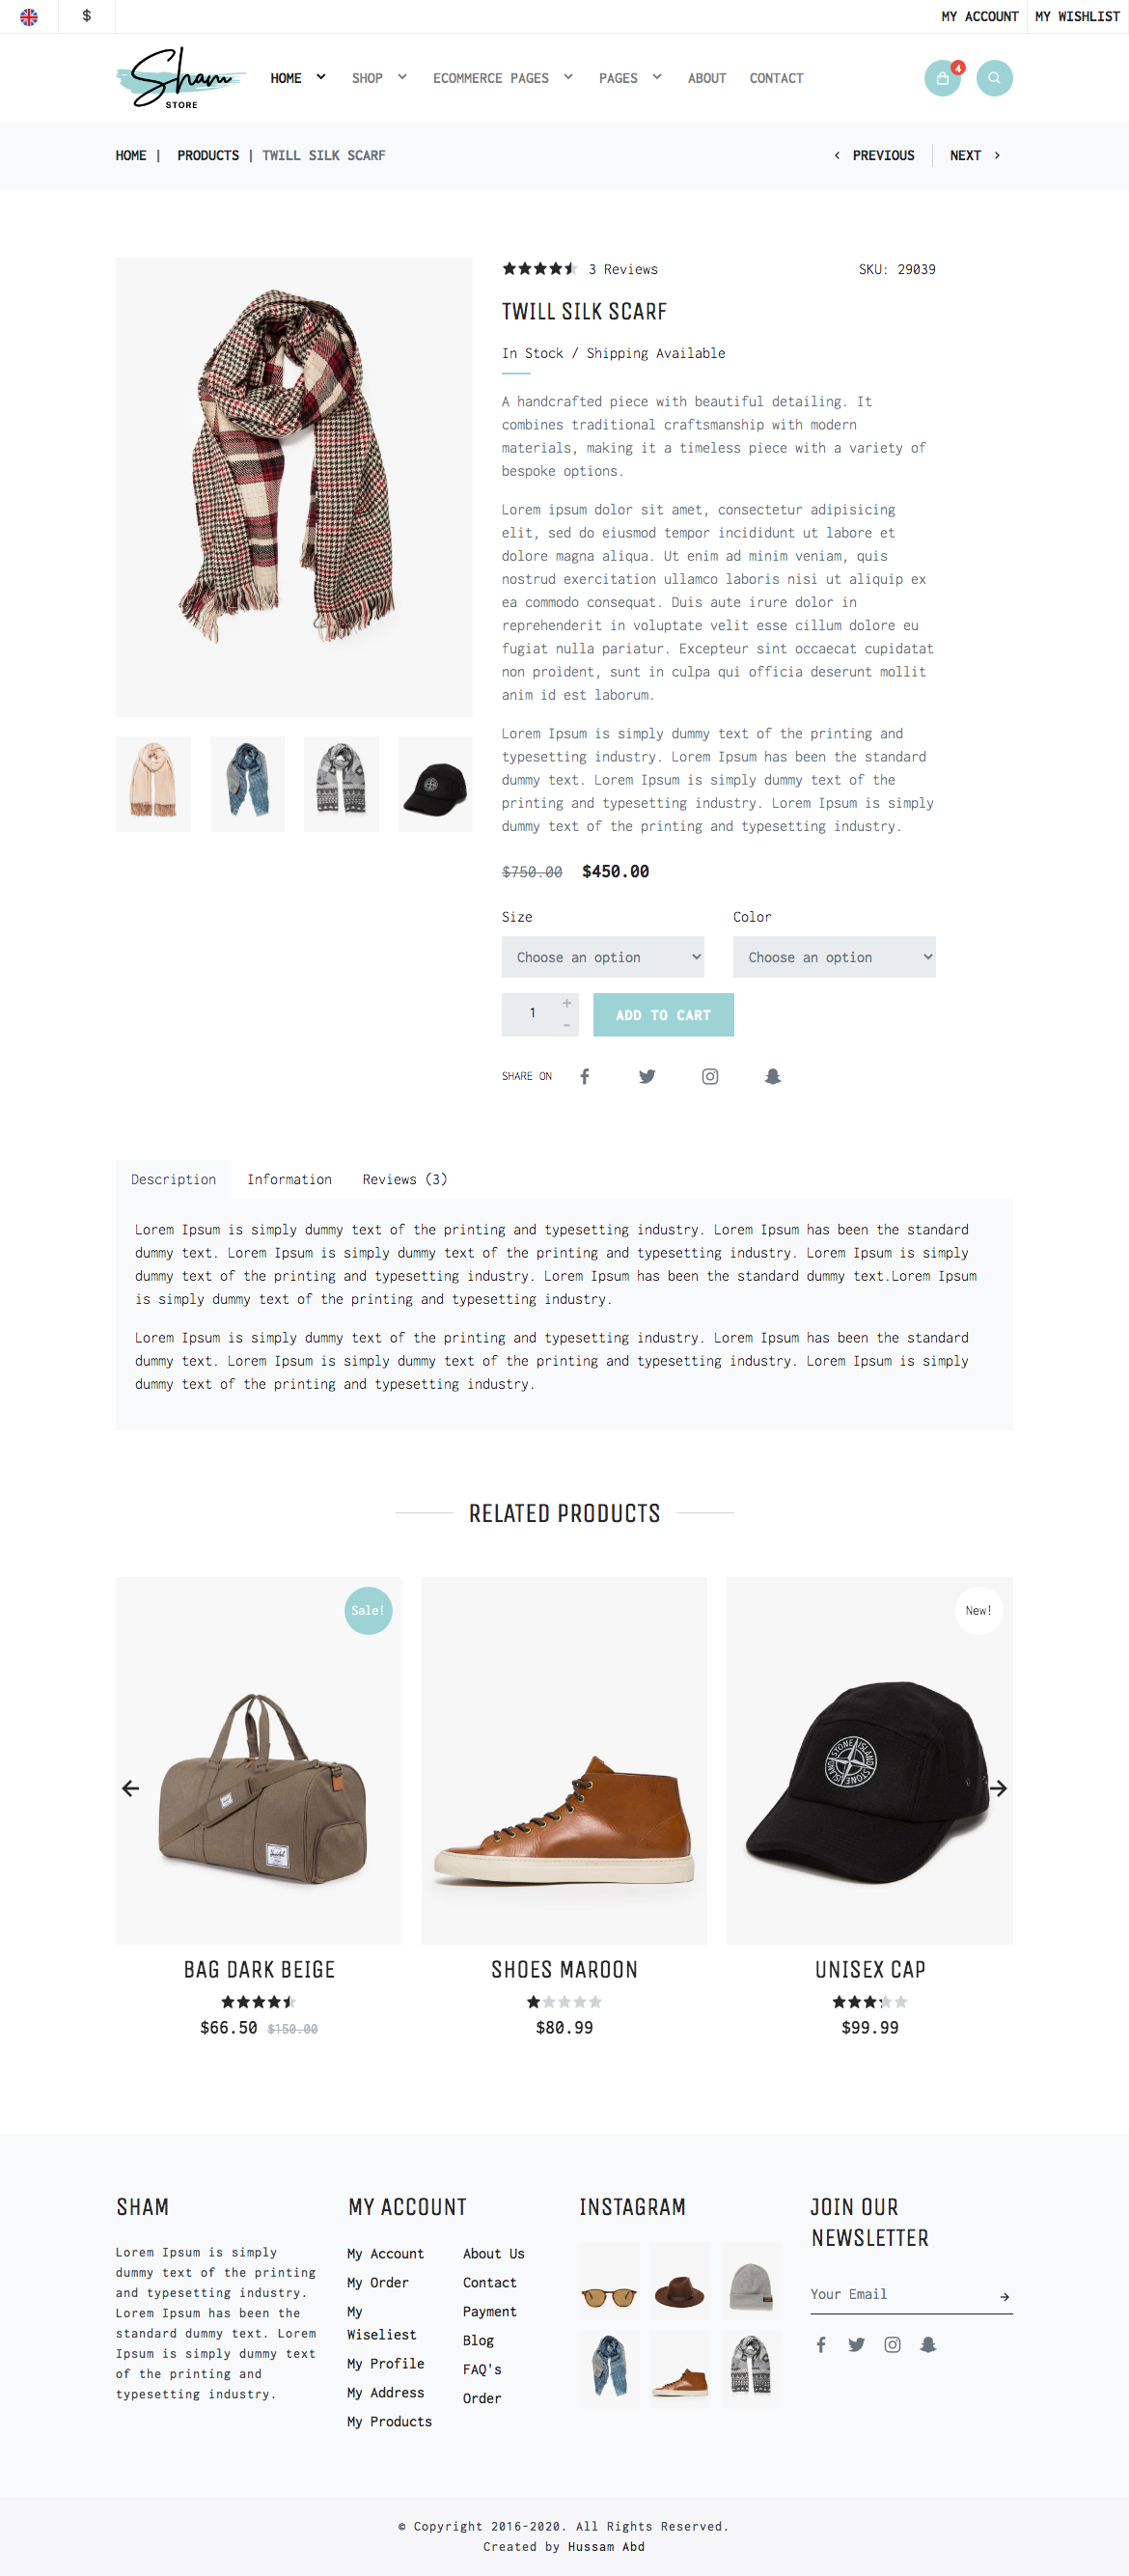 $
MY ACCOUNT
MY WISHLIST
Sham
STORE
HOME
SHOP
ECOMMERCE PAGES
PAGES
ABOUT
CONTACT
4
HOME | PRODUCTS | TWILL SILK SCARF
PREVIOUS
NEXT
3 Reviews
SKU: 29039
TWILL SILK SCARF
In Stock / Shipping Available
A handcrafted piece with beautiful detailing. It
combines traditional craftsmanship with modern
materials, making it a timeless piece with a variety of
bespoke options.
Lorem ipsum dolor sit amet, consectetur adipisicing
elit, sed do eiusmod tempor incididunt ut labore et
dolore magna aliqua. Ut enim ad minim veniam, quis
nostrud exercitation ullamco laboris nisi ut aliquip ex
ea commodo consequat. Duis aute irure dolor in
reprehenderit in voluptate velit esse cillum dolore eu
fugiat nulla pariatur. Excepteur sint occaecat cupidatat
non proident, sunt in culpa qui officia deserunt mollit
anim id est laborum.
Lorem Ipsum is simply dummy text of the printing and
typesetting industry. Lorem Ipsum has been the standard
dummy text. Lorem Ipsum is simply dummy text of the
printing and typesetting industry. Lorem Ipsum is simply
dummy text of the printing and typesetting industry.
$750.00 $450.00
Size
Color
Choose an option
Choose an option
1
+
-
ADD TO CART
SHARE ON
Description
Information
Reviews (3)
Lorem Ipsum is simply dummy text of the printing and typesetting industry. Lorem Ipsum has been the standard
dummy text. Lorem Ipsum is simply dummy text of the printing and typesetting industry. Lorem Ipsum is simply
dummy text of the printing and typesetting industry. Lorem Ipsum has been the standard dummy text.Lorem Ipsum
is simply dummy text of the printing and typesetting industry.
Lorem Ipsum is simply dummy text of the printing and typesetting industry. Lorem Ipsum has been the standard
dummy text. Lorem Ipsum is simply dummy text of the printing and typesetting industry. Lorem Ipsum is simply
dummy text of the printing and typesetting industry.
RELATED PRODUCTS
Sale!
New!
STONE ISLAND
STONE ISLAND
Herschel
BAG DARK BEIGE
$66.50 $150.00
SHOES MAROON
$80.99
UNISEX CAP
$99.99
SHAM
Lorem Ipsum is simply
dummy text of the printing
and typesetting industry.
Lorem Ipsum has been the
standard dummy text. Lorem
Ipsum is simply dummy text
of the printing and
typesetting industry.
MY ACCOUNT
My Account
My Order
My
Wiseliest
My Profile
My Address
My Products
About Us
Contact
Payment
Blog
FAQ's
Order
INSTAGRAM
JOIN OUR
NEWSLETTER
Your Email
© Copyright 2016-2020. All Rights Reserved.
Created by Hussam Abd